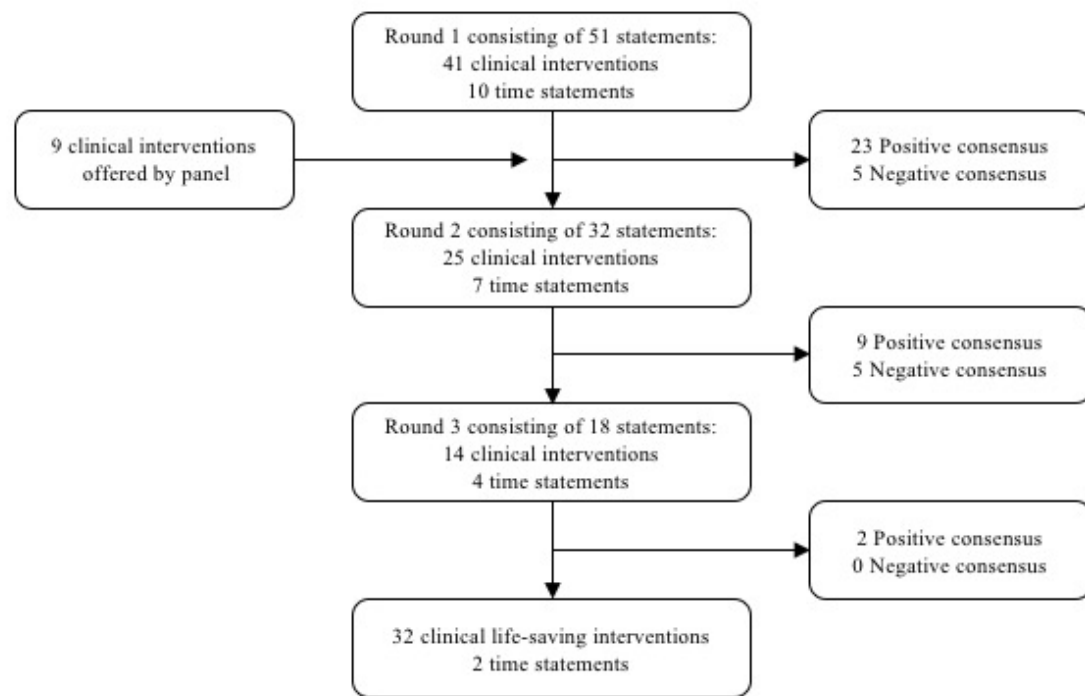 Round 1 consisting of 51 statements:
41 clinical interventions
10 time statements
9 clinical interventions
offered by panel
23 Positive consensus
5 Negative consensus
Round 2 consisting of 32 statements:
25 clinical interventions
7 time statements
9 Positive consensus
5 Negative consensus
Round 3 consisting of 18 statements:
14 clinical interventions
4 time statements
2 Positive consensus
0 Negative consensus
32 clinical life-saving interventions
2 time statements